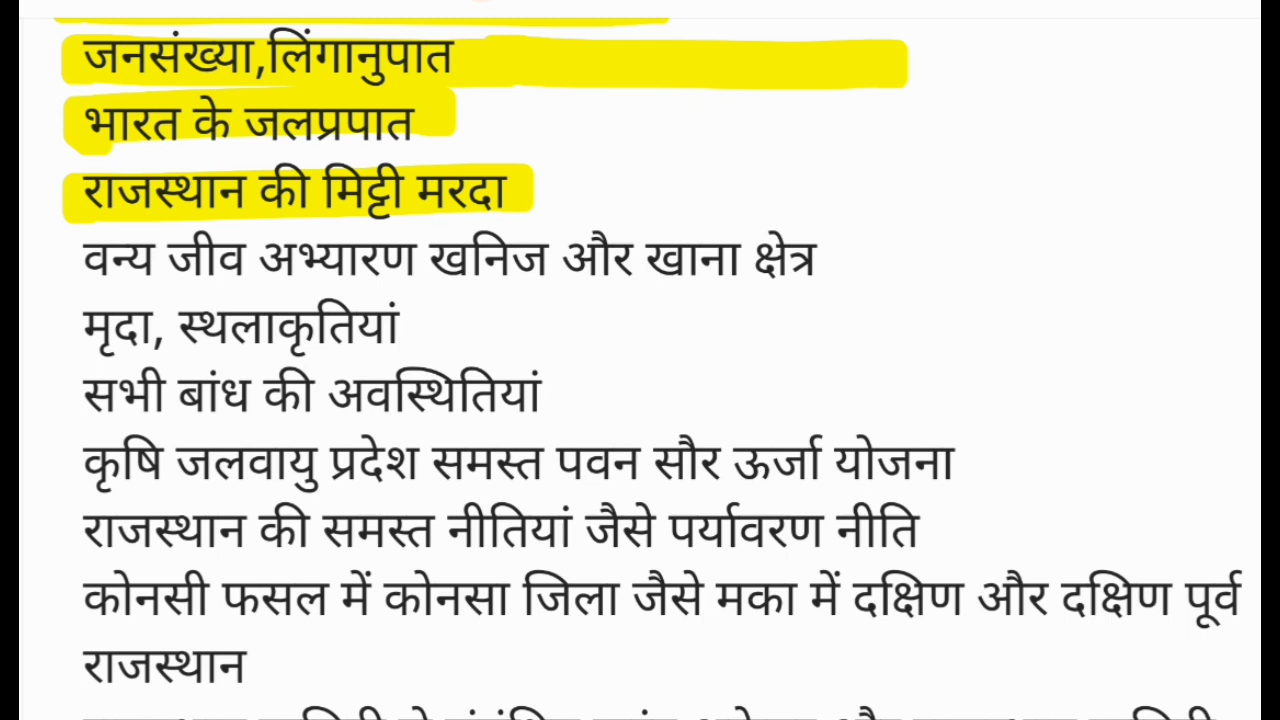 जनसंख्या,लिंगानुपात
भारत के जलप्रपात
राजस्थान की मिट्टी मरदा
वन्य जीव अभ्यारण खनिज और खाना क्षेत्र
मृदा, स्थलाकृतियां
सभी बांध की अवस्थितियां
कृषि जलवायु प्रदेश समस्त पवन सौर ऊर्जा योजना
राजस्थान की समस्त नीतियां जैसे पर्यावरण नीति
कोनसी फसल में कोनसा जिला जैसे मका में दक्षिण और दक्षिण पूर्व
राजस्थान